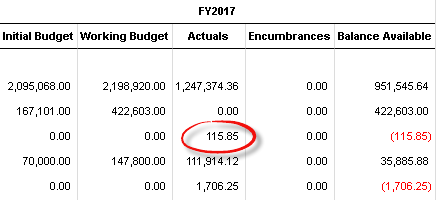 FY2017
Initial Budget Working Budget Actuals Encumbrances Balance Available
2,095,068.00 2,198,920.00 1,247,374.36 0.00 951,545.64
167,101.00 422,603.00 0.00 0.00 422,603.00
0.00 0.00 115.85 0.00 (115.85)
70,000.00 147,800.00 111,914.12 0.00 35,885.88
0.00 0.00 1,706.25 0.00 (1,706.25)